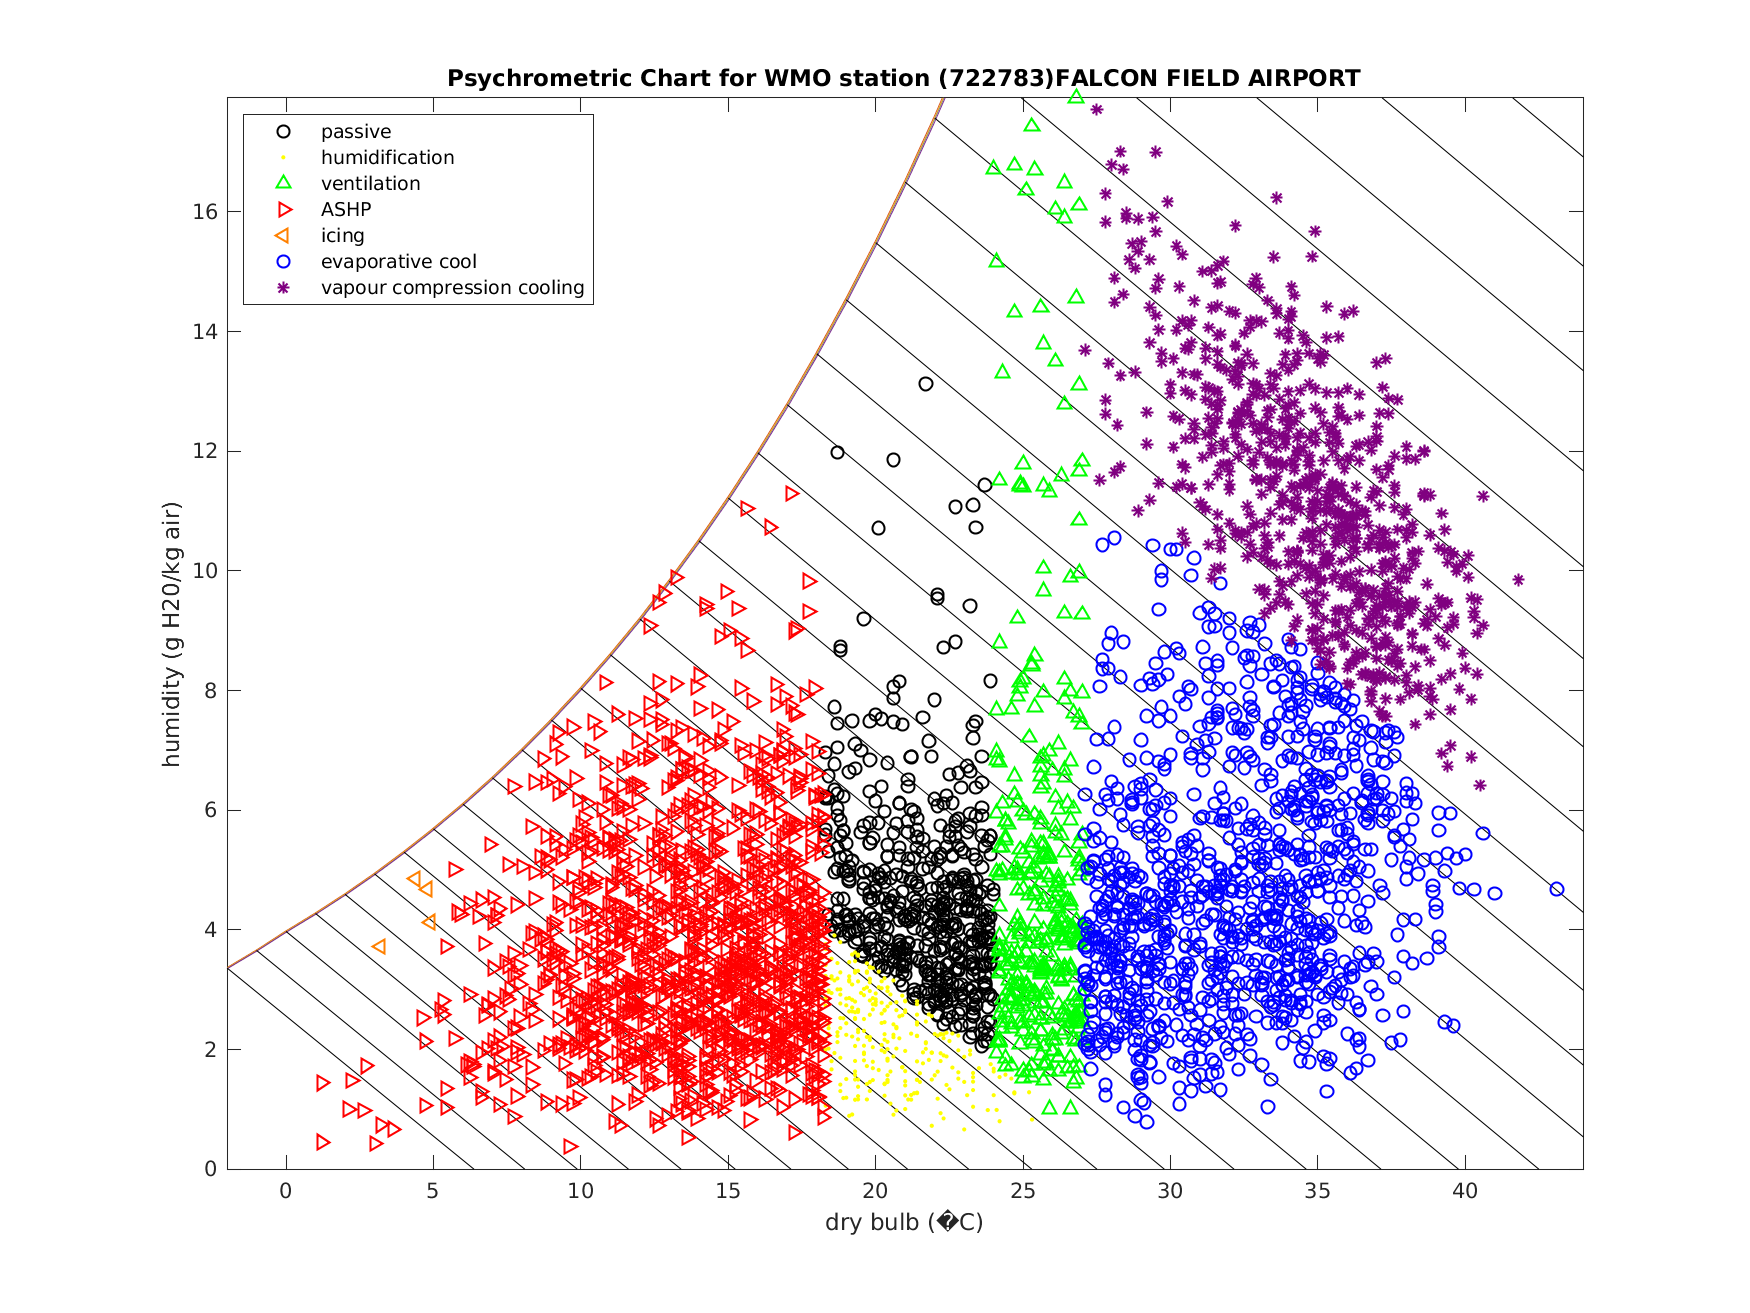 Psychrometric Chart for WMO station (722783)FALCON FIELD AIRPORT
passive
humidification
ventilation
ASHP
icing
evaporative cool
vapour compression cooling
humidity (g H20/kg air)
16
14
12
10
8
6
4
2
0
0 5 10 15 20 25 30 35 40
dry bulb (�C)